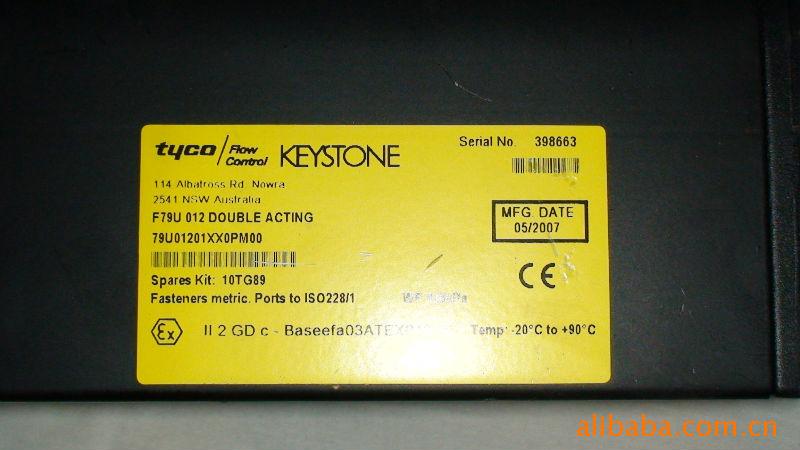 tyco / Flow Control KEYSTONE
Serial No. 398663
114 Albatross Rd. Nowra
2541 NSW Australia
F79U 012 DOUBLE ACTING
79U01201XX0PM00
MFG. DATE
05/2007
CE
Spares Kit: 10TG89
Fasteners metric. Ports to ISO228/1
Ex II 2 GD c - Baseefa03ATEX Temp: -20°C to +90°C
alibaba.com.cn